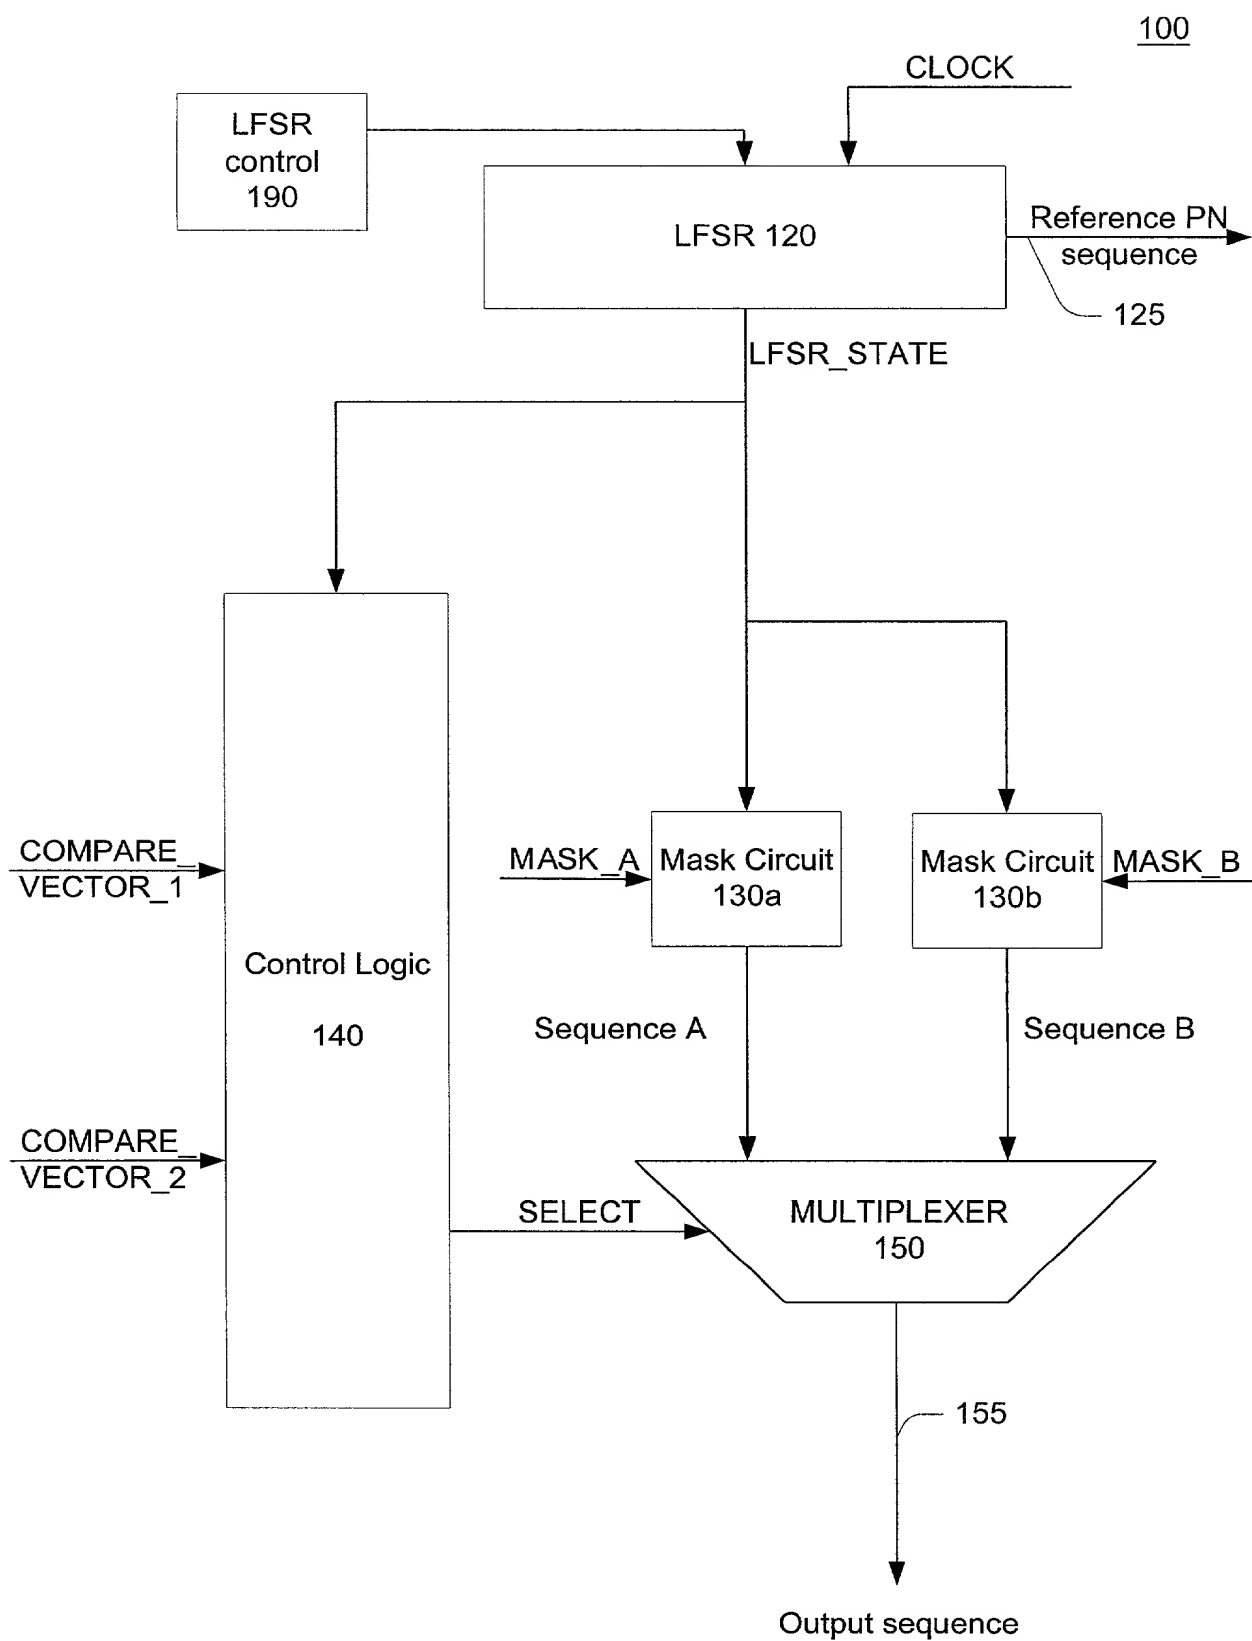 100
CLOCK
LFSR
control
190
LFSR 120
Reference PN
sequence
125
LFSR_STATE
COMPARE_
VECTOR_1
MASK_A
Mask Circuit
130a
Mask Circuit
130b
MASK_B
Control Logic
140
Sequence A
Sequence B
COMPARE_
VECTOR_2
SELECT
MULTIPLEXER
150
155
Output sequence